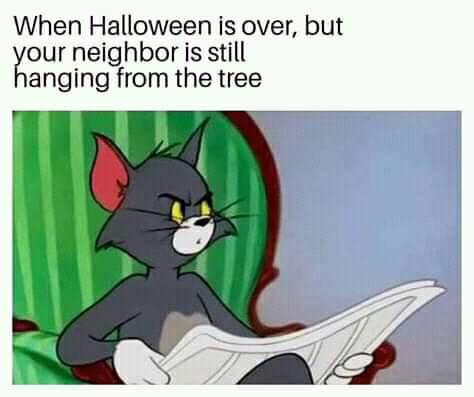 When Halloween is over, but
your neighbor is still
hanging from the tree